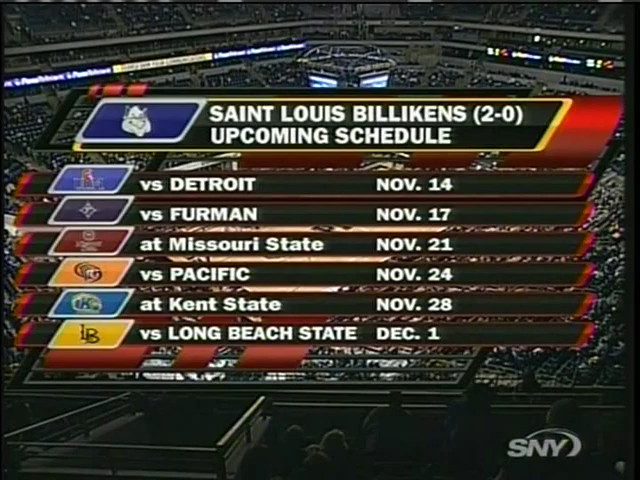 SAINT LOUIS BILLIKENS (2-0)
UPCOMING SCHEDULE
vs DETROIT NOV. 14
vs FURMAN NOV. 17
at Missouri State NOV. 21
vs PACIFIC NOV. 24
at Kent State NOV. 28
LB vs LONG BEACH STATE DEC. 1
SNY